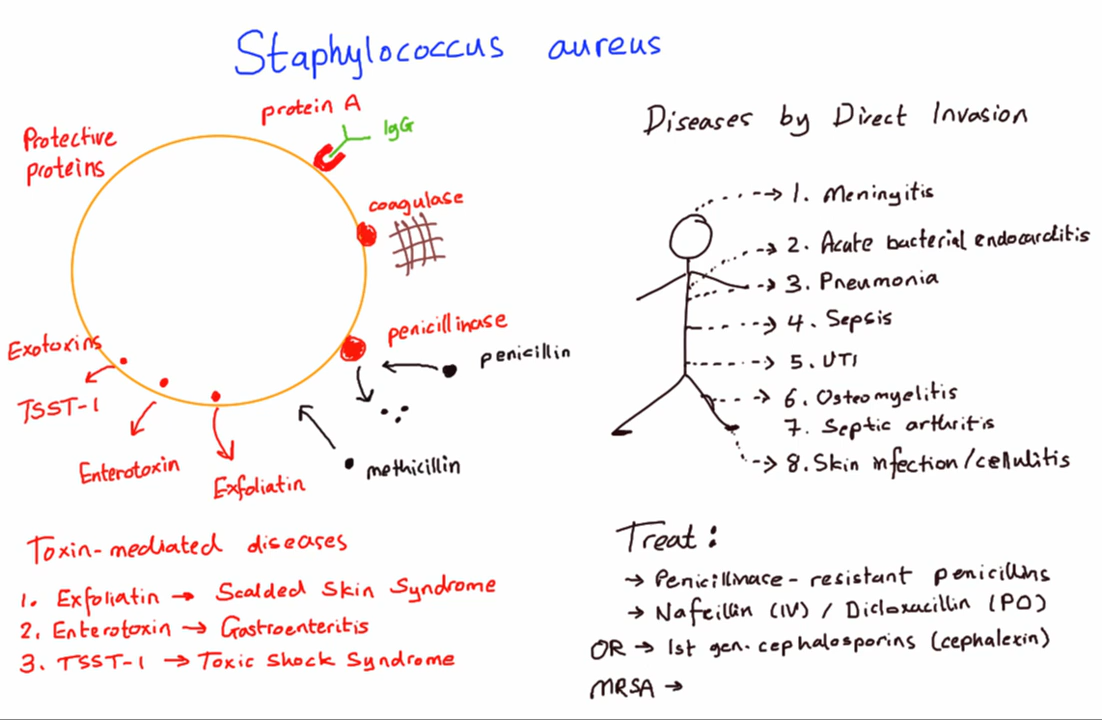 Staphylococcus aureus
protein A
IgG
Protective
proteins
coagulase
penicillinase
penicillin
methicillin
Exotoxins
TSST-1
Enterotoxin
Exfoliatin
Toxin-mediated diseases
1. Exfoliatin → Scalded Skin Syndrome
2. Enterotoxin → Gastroenteritis
3. TSST-1 → Toxic Shock Syndrome
Diseases by Direct Invasion
1. Meningitis
2. Acute bacterial endocarditis
3. Pneumonia
4. Sepsis
5. UTI
6. Osteomyelitis
7. Septic arthritis
8. Skin infection/cellulitis
Treat:
→ Penicillinase-resistant penicillins
→ Nafcillin (IV) / Dicloxacillin (PO)
OR → 1st gen. cephalosporins (cephalexin)
MRSA →